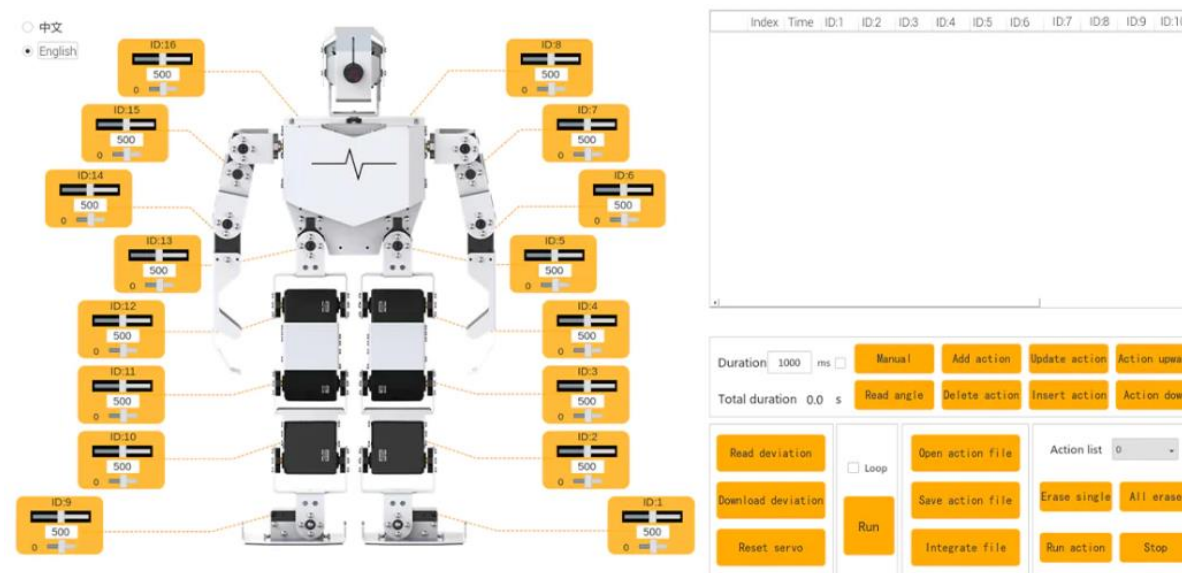 中文
English
ID:16
500
0
ID:8
500
0
ID:15
500
0
ID:7
500
0
ID:14
500
0
ID:6
500
0
ID:13
500
0
ID:5
500
0
ID:12
500
0
ID:4
500
0
ID:11
500
0
ID:3
500
0
ID:10
500
0
ID:2
500
0
ID:9
500
0
ID:1
500
0
Index Time ID:1 ID:2 ID:3 ID:4 ID:5 ID:6 ID:7 ID:8 ID:9 ID:10
Duration 1000 ms Manual Add action Update action Action upwa
Total duration 0.0 s Read angle Delete action Insert action Action dow
Read deviation
Download deviation
Reset servo
Loop
Run
Open action file
Save action file
Integrate file
Action list 0
Erase single All erase
Run action Stop